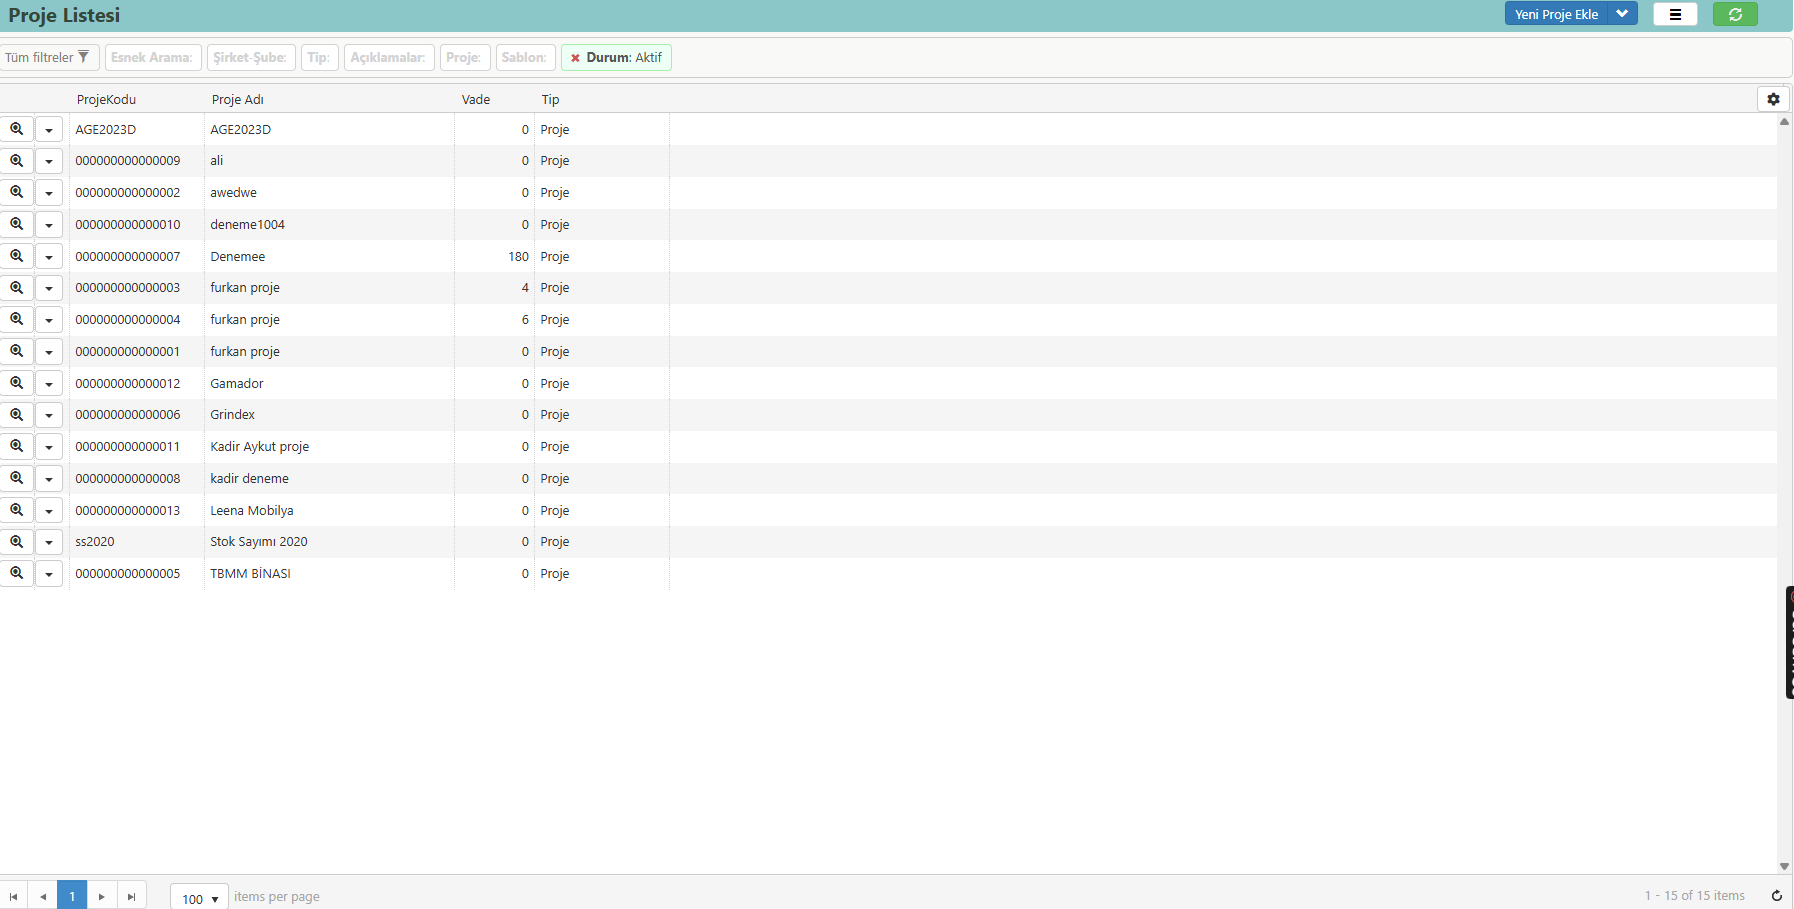 Proje Listesi Yeni Proje Ekle
Tüm filtreler Esnek Arama: Şirket-Şube: Tip: Açıklamalar: Proje: Sablon: × Durum: Aktif
ProjeKodu Proje Adı Vade Tip
AGE2023D AGE2023D 0 Proje
000000000000009 ali 0 Proje
000000000000002 awedwe 0 Proje
000000000000010 deneme1004 0 Proje
000000000000007 Denemee 180 Proje
000000000000003 furkan proje 4 Proje
000000000000004 furkan proje 6 Proje
000000000000001 furkan proje 0 Proje
000000000000012 Gamador 0 Proje
000000000000006 Grindex 0 Proje
000000000000011 Kadir Aykut proje 0 Proje
000000000000008 kadir deneme 0 Proje
000000000000013 Leena Mobilya 0 Proje
ss2020 Stok Sayımı 2020 0 Proje
000000000000005 TBMM BİNASI 0 Proje
1 100 items per page 1 - 15 of 15 items